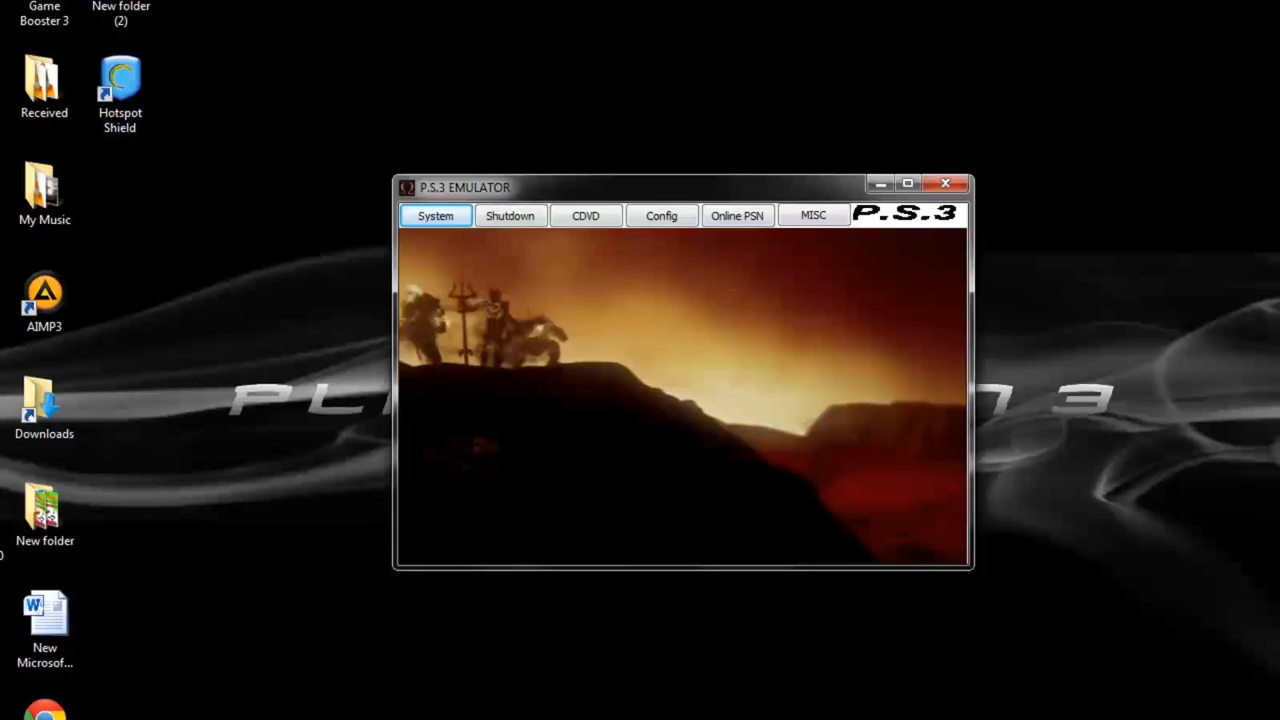 Game
Booster 3
New folder
(2)
Received
Hotspot
Shield
My Music
AIMP3
Downloads
New folder
New
Microsof...
P.S.3 EMULATOR
System
Shutdown
CDVD
Config
Online PSN
MISC
P.S.3
3